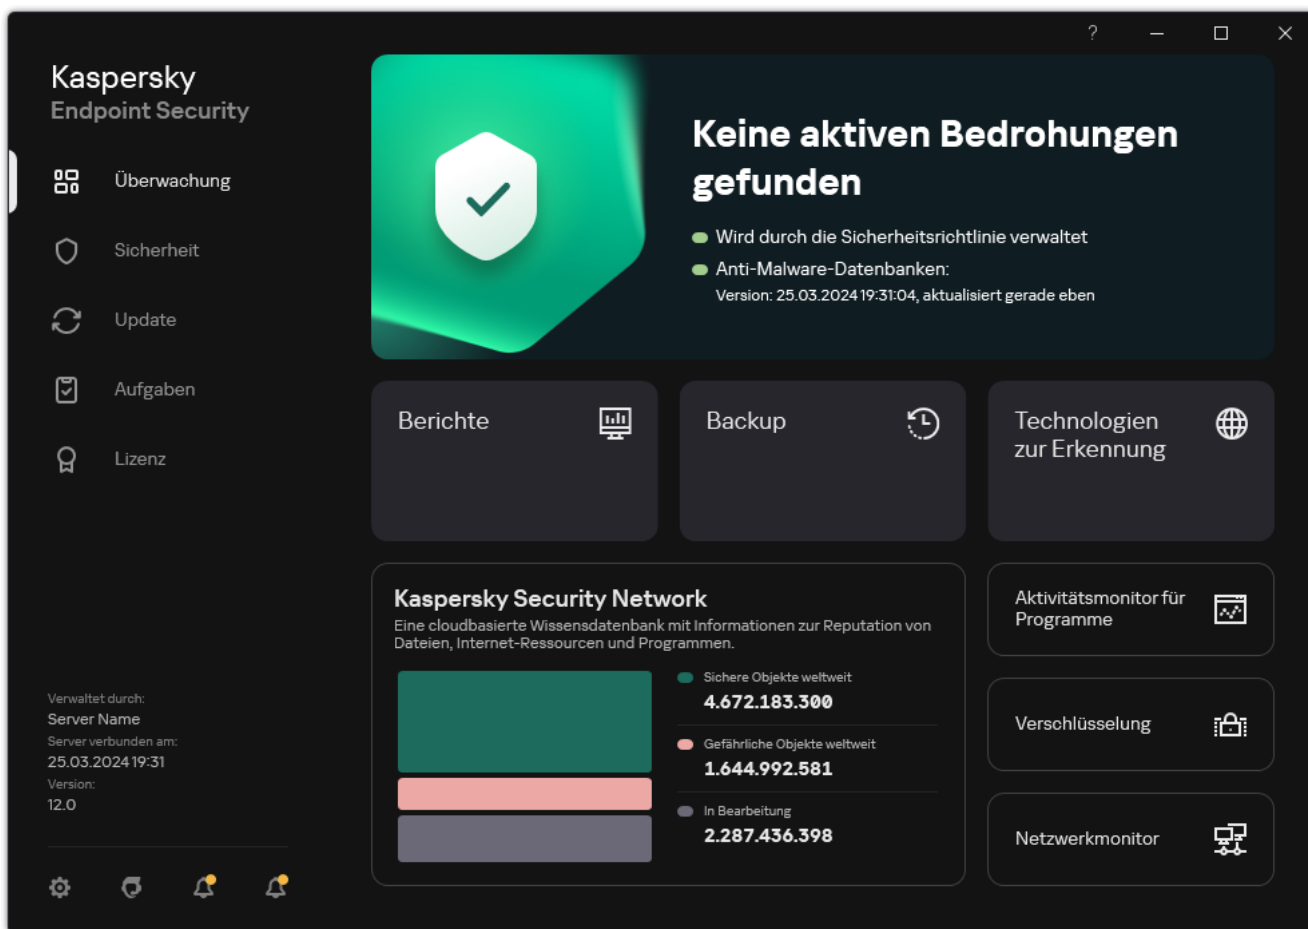 ?
Kaspersky
Endpoint Security
Überwachung
Sicherheit
Update
Aufgaben
Lizenz
Verwaltet durch:
Server Name
Server verbunden am:
25.03.2024 19:31
Version:
12.0
Keine aktiven Bedrohungen
gefunden
Wird durch die Sicherheitsrichtlinie verwaltet
Anti-Malware-Datenbanken:
Version: 25.03.2024 19:31:04, aktualisiert gerade eben
Berichte
Backup
Technologien
zur Erkennung
Kaspersky Security Network
Eine cloudbasierte Wissensdatenbank mit Informationen zur Reputation von
Dateien, Internet-Ressourcen und Programmen.
Sichere Objekte weltweit
4.672.183.300
Gefährliche Objekte weltweit
1.644.992.581
In Bearbeitung
2.287.436.398
Aktivitätsmonitor für
Programme
Verschlüsselung
Netzwerkmonitor